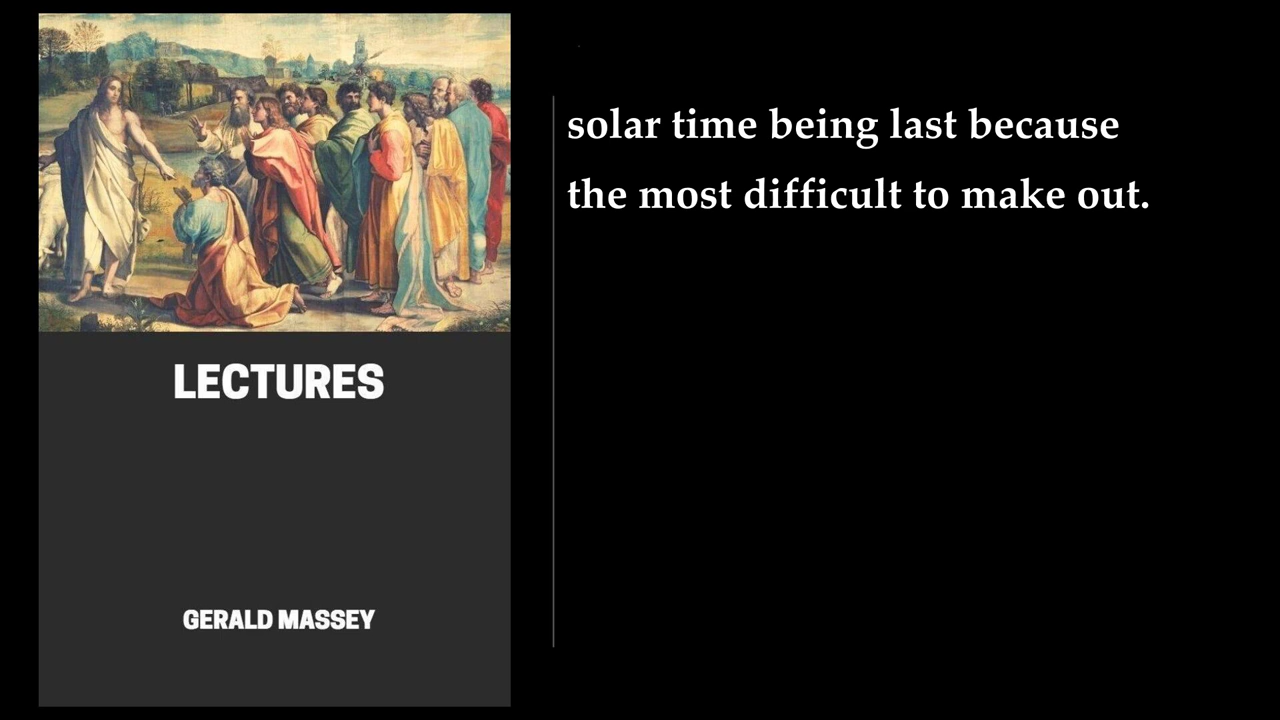 LECTURES
GERALD MASSEY
solar time being last because
the most difficult to make out.